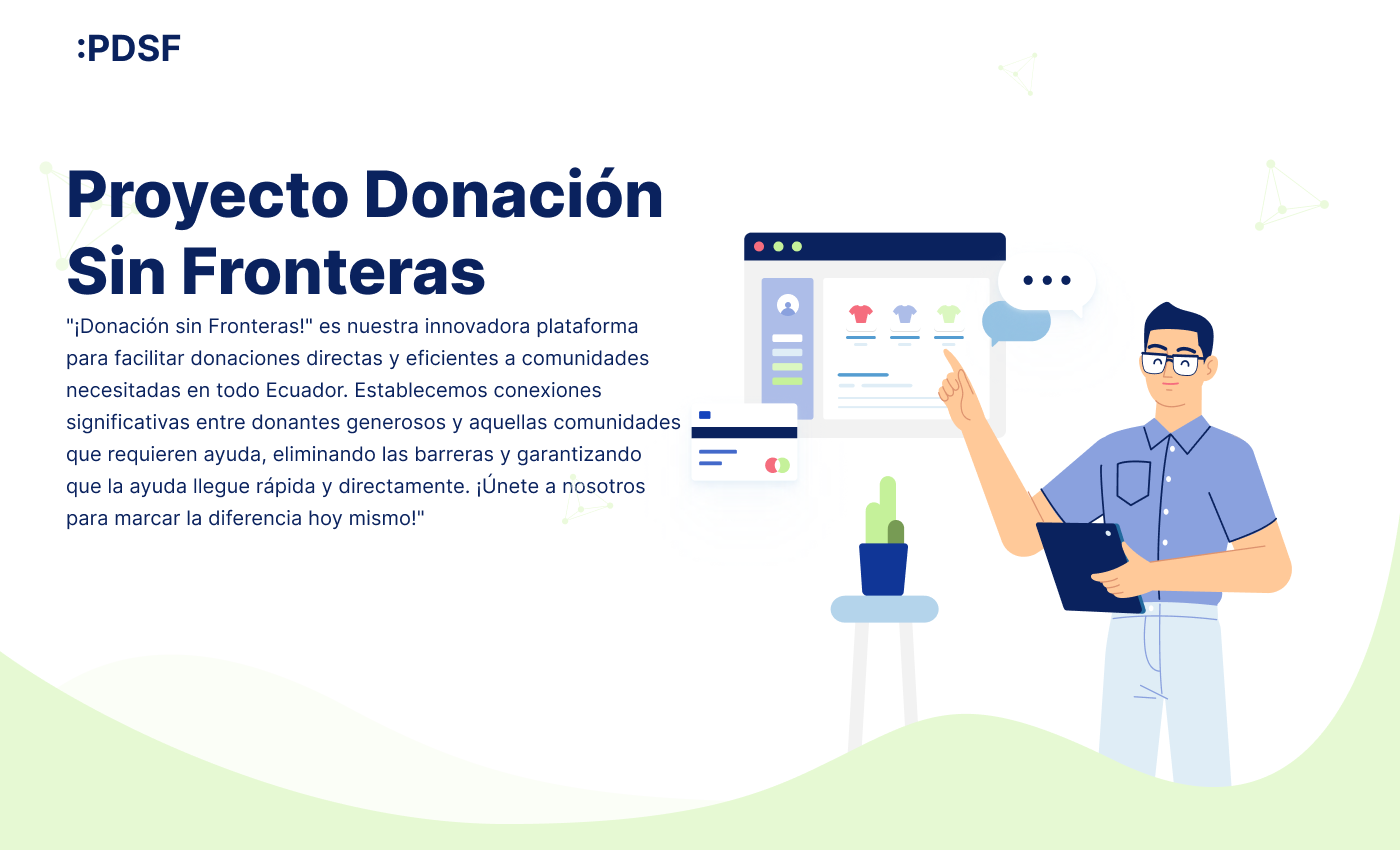 :PDSF
Proyecto Donación
Sin Fronteras
"¡Donación sin Fronteras!" es nuestra innovadora plataforma
para facilitar donaciones directas y eficientes a comunidades
necesitadas en todo Ecuador. Establecemos conexiones
significativas entre donantes generosos y aquellas comunidades
que requieren ayuda, eliminando las barreras y garantizando
que la ayuda llegue rápida y directamente. ¡Únete a nosotros
para marcar la diferencia hoy mismo!"